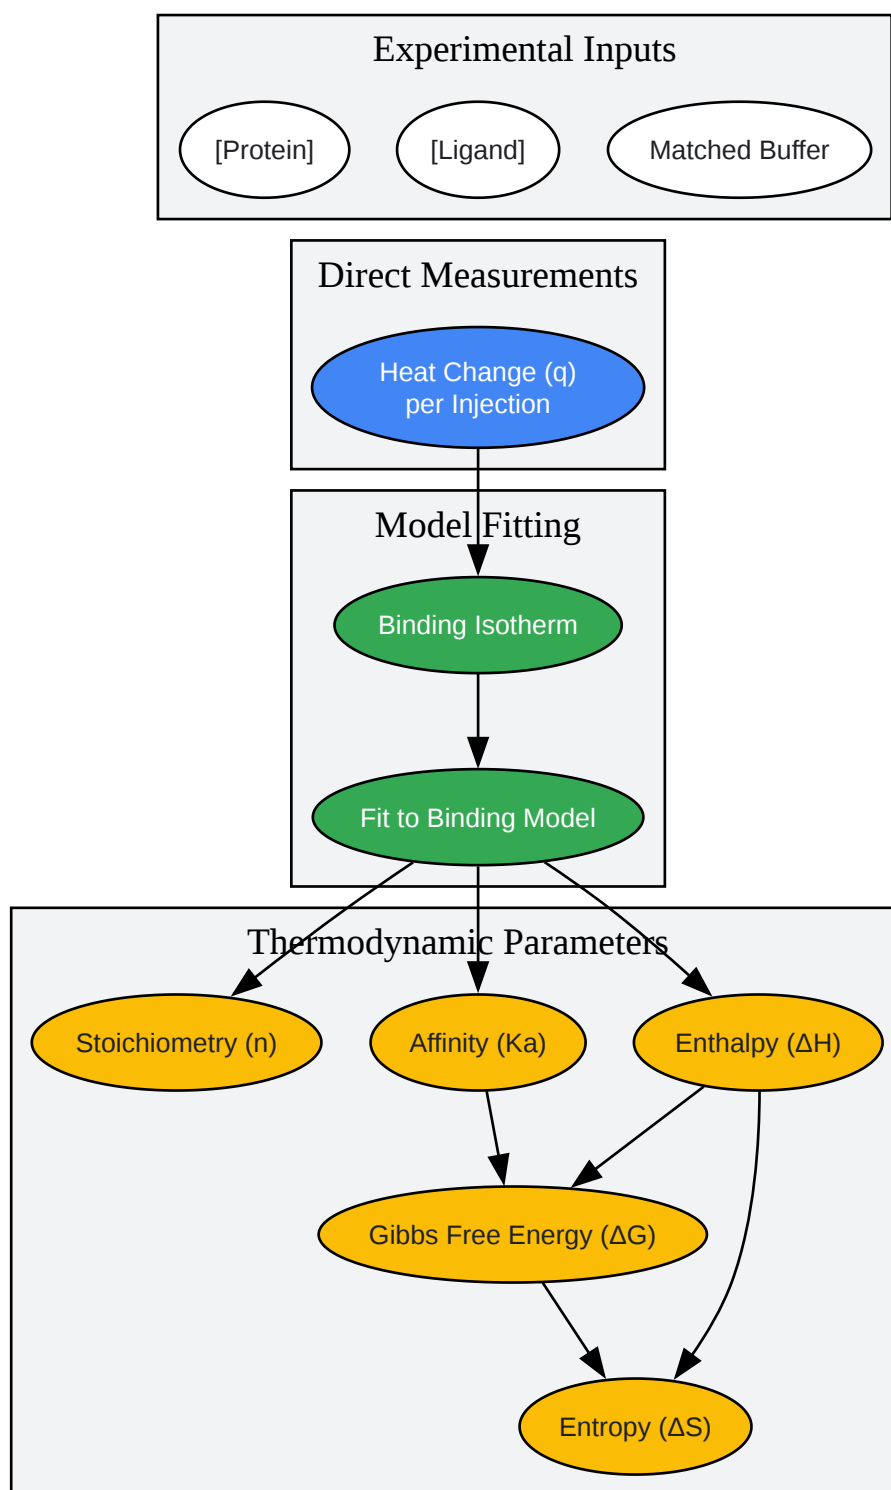 Experimental Inputs
[Protein]
[Ligand]
Matched Buffer
Direct Measurements
Heat Change (q)
per Injection
Model Fitting
Binding Isotherm
Fit to Binding Model
Thermodynamic Parameters
Stoichiometry (n)
Affinity (Ka)
Enthalpy (ΔH)
Gibbs Free Energy (ΔG)
Entropy (ΔS)